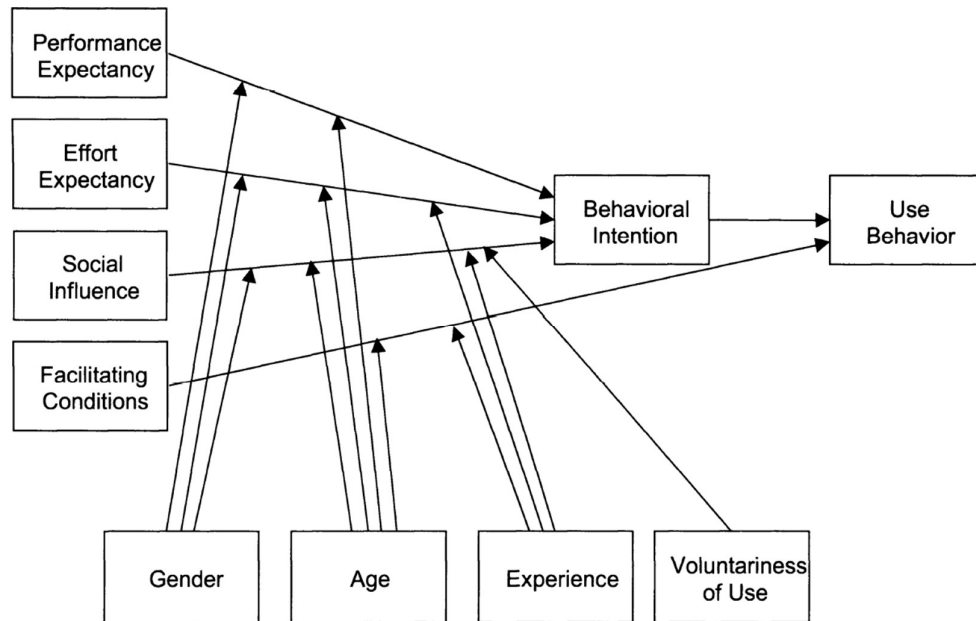 Performance
Expectancy
Effort
Expectancy
Social
Influence
Facilitating
Conditions
Behavioral
Intention
Use
Behavior
Gender
Age
Experience
Voluntariness
of Use